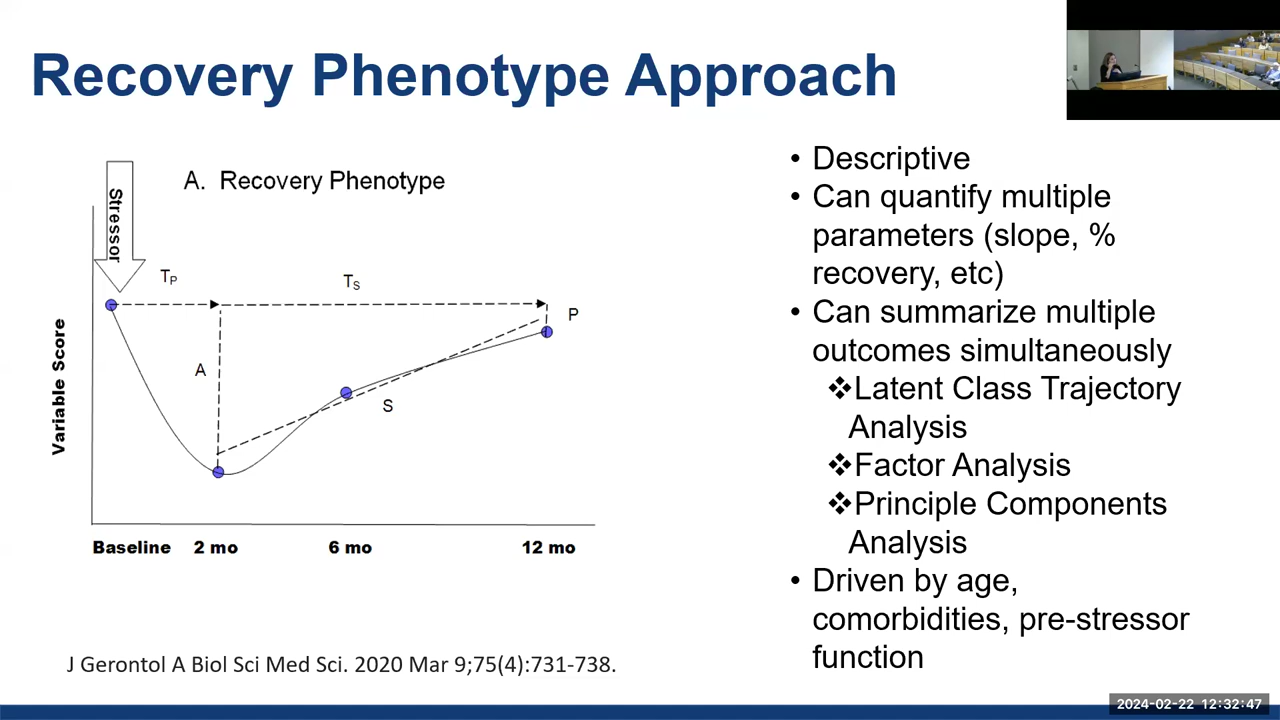 Recovery Phenotype Approach
A. Recovery Phenotype
Stressor
TP
TS
P
A
S
Variable Score
Baseline 2 mo 6 mo 12 mo
• Descriptive
• Can quantify multiple
parameters (slope, %
recovery, etc)
• Can summarize multiple
outcomes simultaneously
❖Latent Class Trajectory
Analysis
❖Factor Analysis
❖Principle Components
Analysis
• Driven by age,
comorbidities, pre-stressor
function
J Gerontol A Biol Sci Med Sci. 2020 Mar 9;75(4):731-738.
2024-02-22 12:32:47